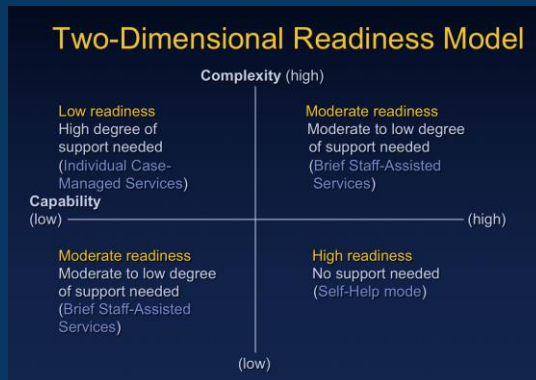 Two-Dimensional Readiness Model
Complexity (high)
Low readiness
High degree of
support needed
(Individual Case-
Managed Services)
Moderate readiness
Moderate to low degree
of support needed
(Brief Staff-Assisted
Services)
Capability
(low)
(high)
Moderate readiness
Moderate to low degree
of support needed
(Brief Staff-Assisted
Services)
High readiness
No support needed
(Self-Help mode)
(low)